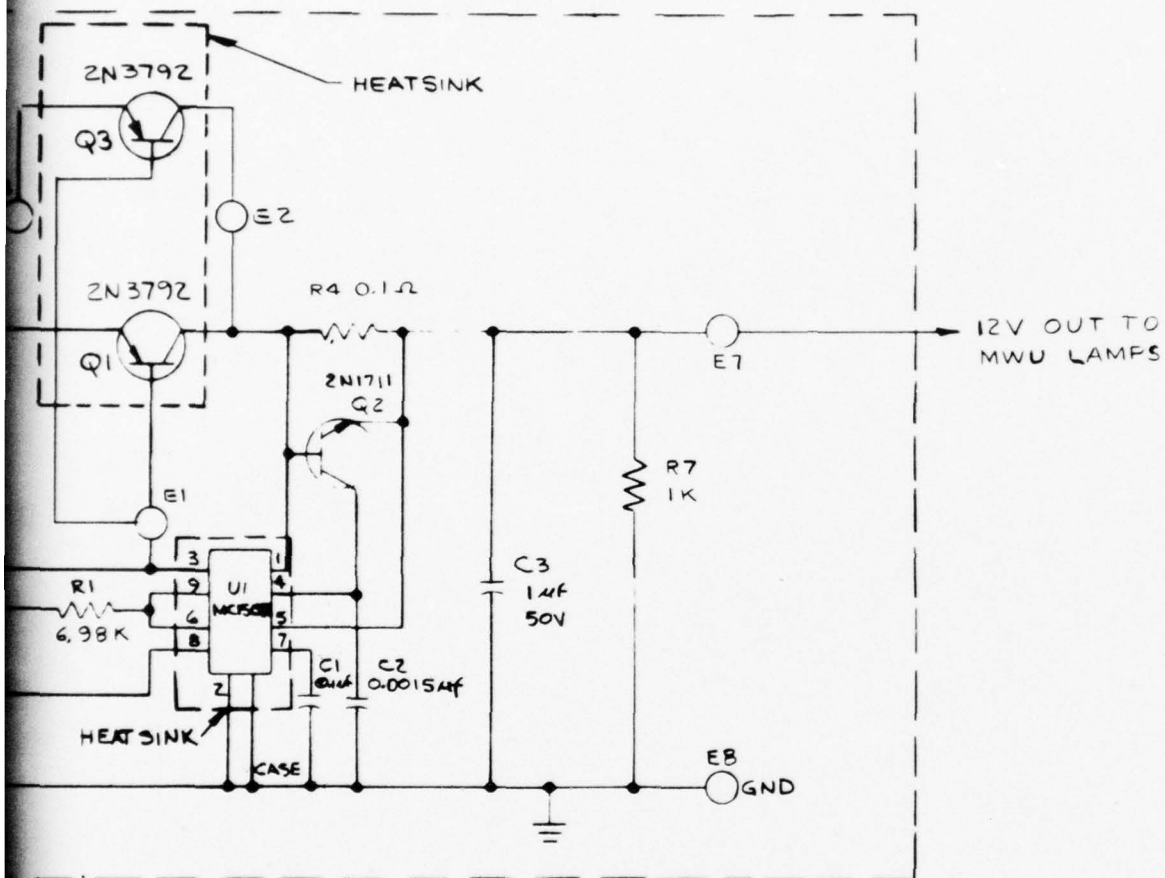 2N3792
HEATSINK
Q3
E2
2N3792
R4 0.1Ω
12V OUT TO
MWU LAMPS
E7
Q1
2N1711
Q2
R7
1K
E1
3
1
9
U1
4
6
5
8
7
R1
6.98K
C3
1µF
50V
C1
C2
0.0015µf
2
HEATSINK
CASE
E8
GND